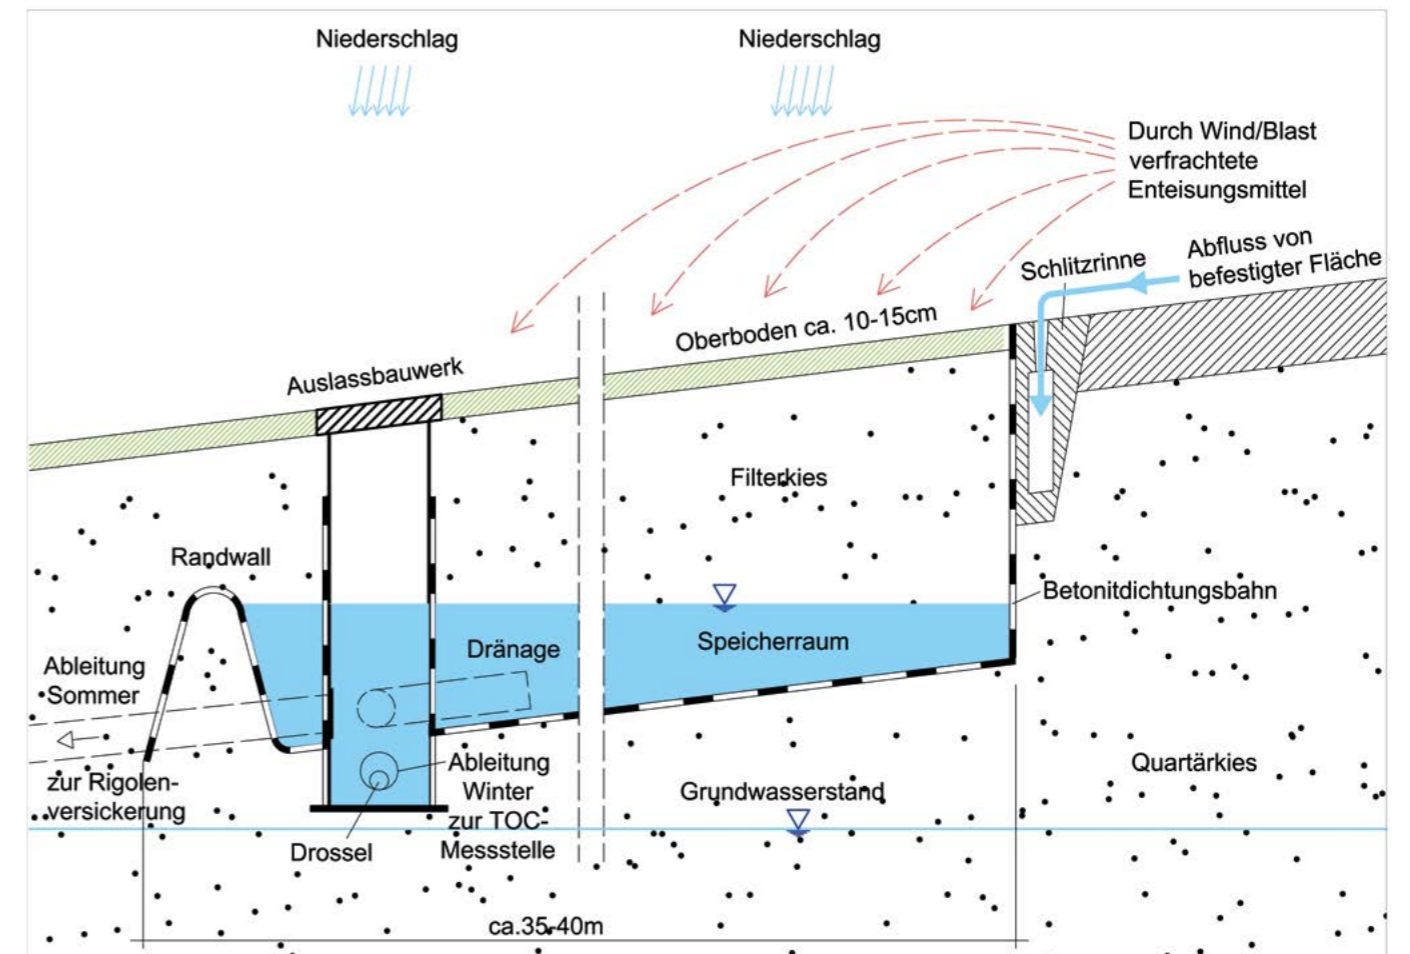 Niederschlag
Niederschlag
Durch Wind/Blast
verfrachtete
Enteisungsmittel
Abfluss von
befestigter Fläche
Schlitzrinne
Oberboden ca. 10-15cm
Auslassbauwerk
Filterkies
Randwall
Betonitdichtungsbahn
Dränage
Speicherraum
Ableitung
Sommer
zur Rigolen-
versickerung
Ableitung
Winter
zur TOC-
Messstelle
Quartärkies
Grundwasserstand
Drossel
ca.35-40m